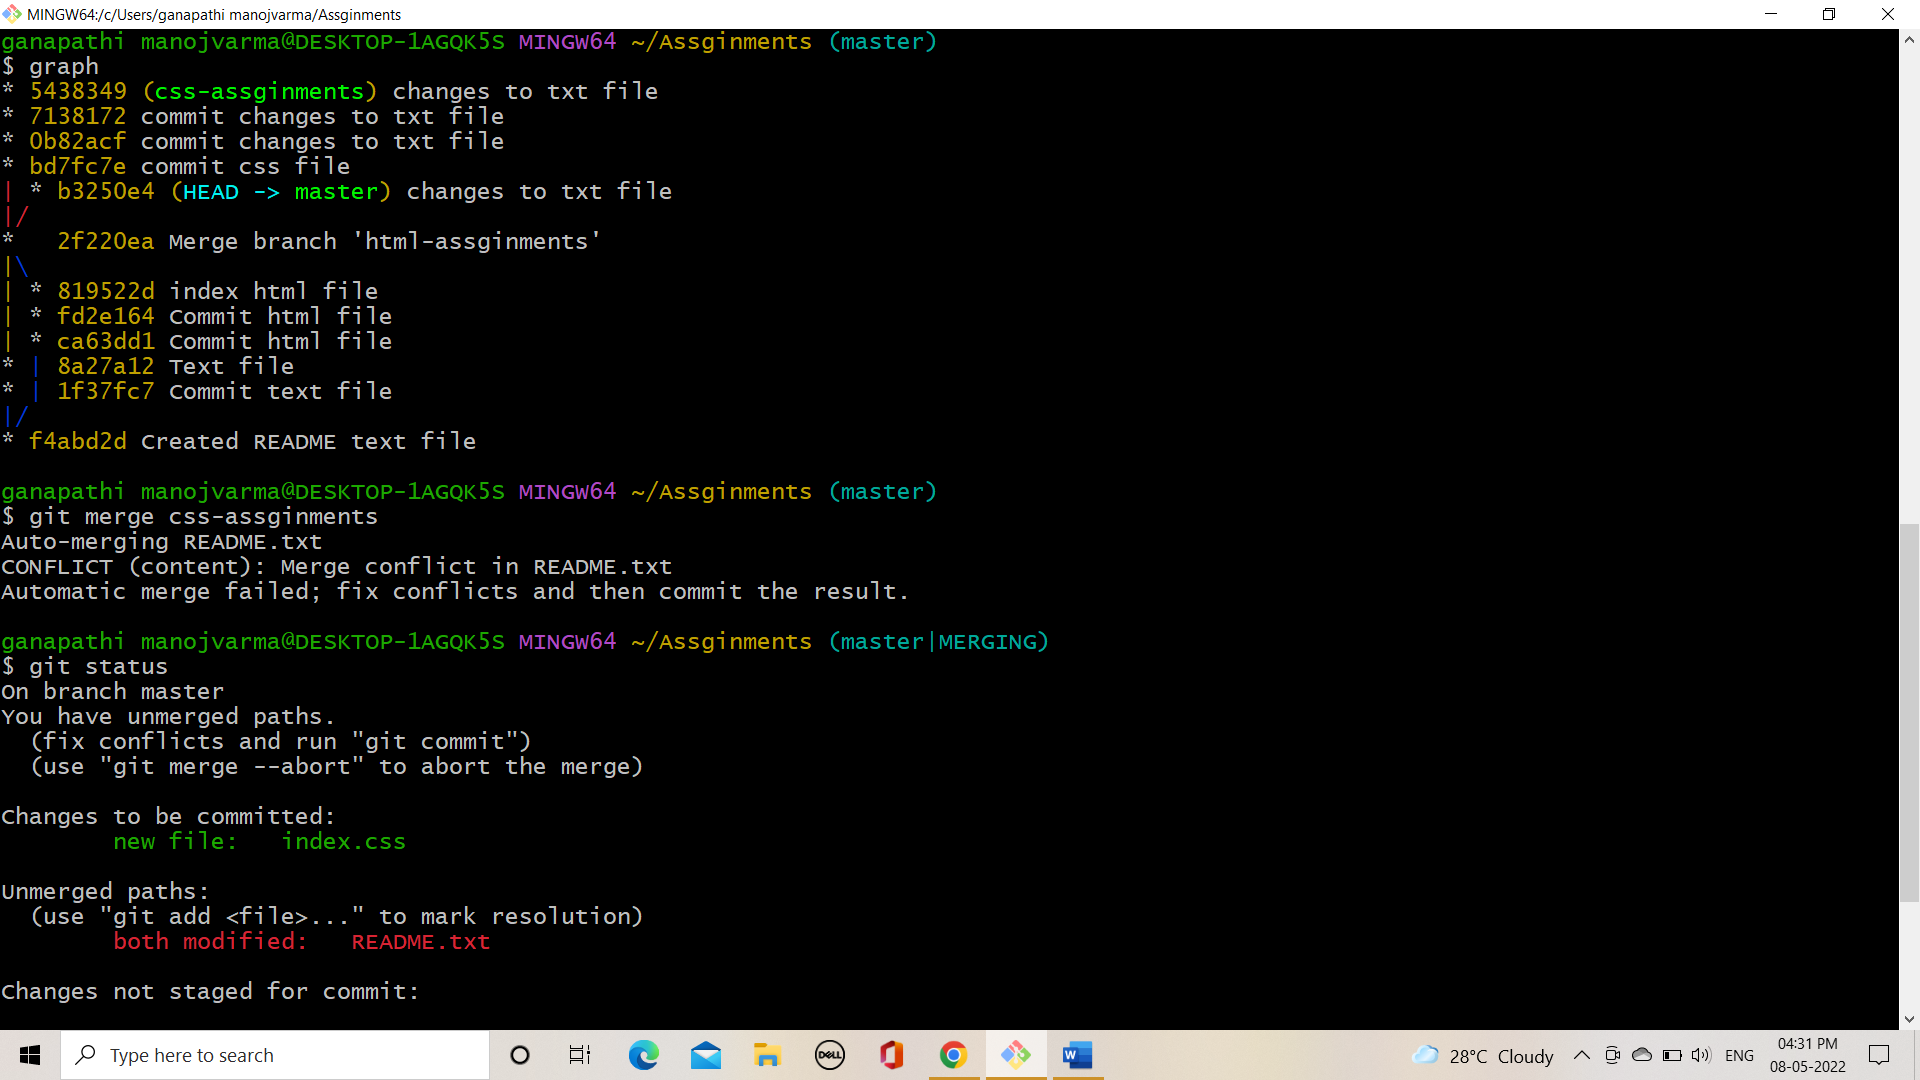 MINGW64:/c/Users/ganapathi manojvarma/Assginments
ganapathi manojvarma@DESKTOP-1AGQK5S MINGW64 ~/Assginments (master)
$ graph
* 5438349 (css-assginments) changes to txt file
* 7138172 commit changes to txt file
* 0b82acf commit changes to txt file
* bd7fc7e commit css file
| * b3250e4 (HEAD -> master) changes to txt file
|/
*   2f220ea Merge branch 'html-assginments'
|\
| * 819522d index html file
| * fd2e164 Commit html file
| * ca63dd1 Commit html file
* | 8a27a12 Text file
* | 1f37fc7 Commit text file
|/
* f4abd2d Created README text file
ganapathi manojvarma@DESKTOP-1AGQK5S MINGW64 ~/Assginments (master)
$ git merge css-assginments
Auto-merging README.txt
CONFLICT (content): Merge conflict in README.txt
Automatic merge failed; fix conflicts and then commit the result.
ganapathi manojvarma@DESKTOP-1AGQK5S MINGW64 ~/Assginments (master|MERGING)
$ git status
On branch master
You have unmerged paths.
  (fix conflicts and run "git commit")
  (use "git merge --abort" to abort the merge)
Changes to be committed:
        new file:   index.css
Unmerged paths:
  (use "git add <file>..." to mark resolution)
        both modified:   README.txt
Changes not staged for commit:
Type here to search
DELL
W
28°C Cloudy
ENG
04:31 PM
08-05-2022